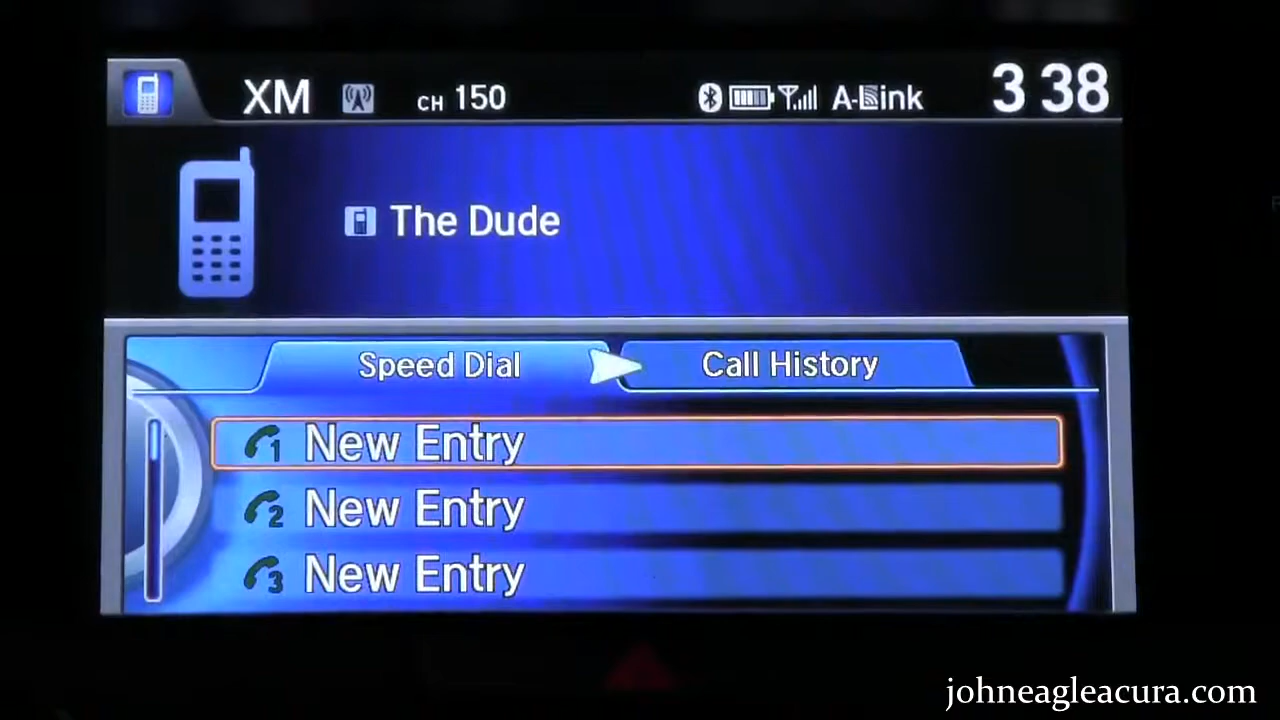 XM CH 150 A-Link 3 38
The Dude
Speed Dial Call History
1 New Entry
2 New Entry
3 New Entry
johneagleacura.com